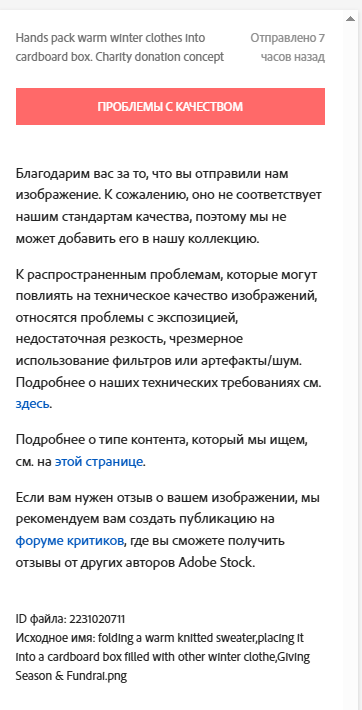 Hands pack warm winter clothes into
cardboard box. Charity donation concept
Отправлено 7
часов назад
ПРОБЛЕМЫ С КАЧЕСТВОМ
Благодарим вас за то, что вы отправили нам
изображение. К сожалению, оно не соответствует
нашим стандартам качества, поэтому мы не
может добавить его в нашу коллекцию.
К распространенным проблемам, которые могут
повлиять на техническое качество изображений,
относятся проблемы с экспозицией,
недостаточная резкость, чрезмерное
использование фильтров или артефакты/шум.
Подробнее о наших технических требованиях см.
здесь.
Подробнее о типе контента, который мы ищем,
см. на этой странице.
Если вам нужен отзыв о вашем изображении, мы
рекомендуем вам создать публикацию на
форуме критиков, где вы сможете получить
отзывы от других авторов Adobe Stock.
ID файла: 2231020711
Исходное имя: folding a warm knitted sweater,placing it
into a cardboard box filled with other winter clothe,Giving
Season & Fundrai.png